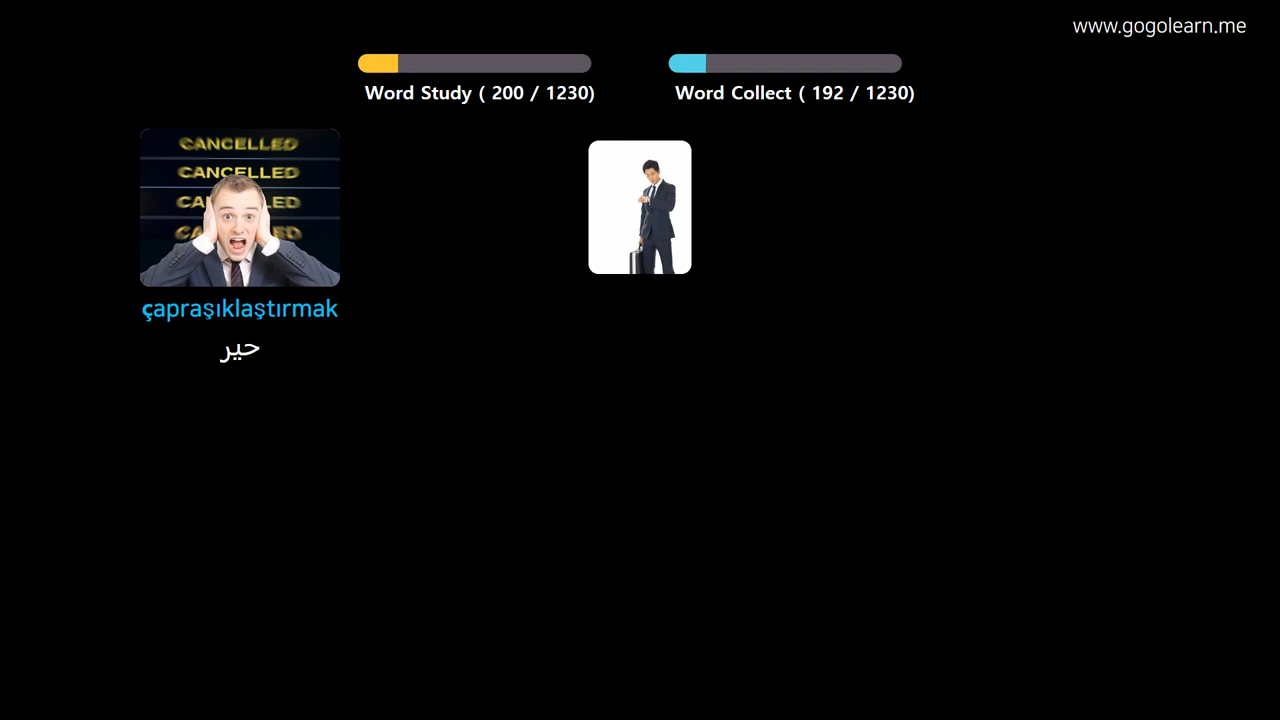 www.gogolearn.me
Word Study ( 200 / 1230)
Word Collect ( 192 / 1230)
CANCELLED
CANCELLED
çapraşıklaştırmak
حير